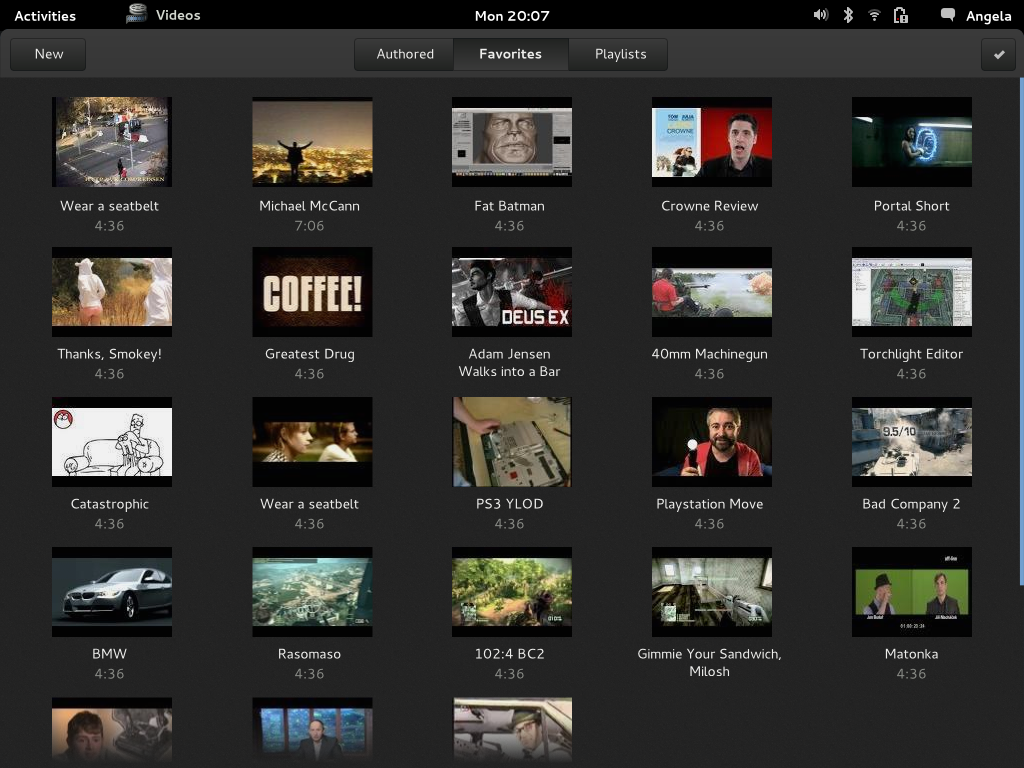 Activities Videos Mon 20:07 Angela
New Authored Favorites Playlists
TOM JULIA
CROWNE
Wear a seatbelt Michael McCann Fat Batman Crowne Review Portal Short
4:36 7:06 4:36 4:36 4:36
COFFEE!
DEUS EX
Thanks, Smokey! Greatest Drug Adam Jensen 40mm Machinegun Torchlight Editor
4:36 4:36 Walks into a Bar 4:36 4:36
9.5/10
Catastrophic Wear a seatbelt PS3 YLOD Playstation Move Bad Company 2
4:36 4:36 4:36 4:36 4:36
off-line
BMW Rasomaso 102:4 BC2 Gimmie Your Sandwich, Matonka
4:36 4:36 4:36 Milosh 4:36